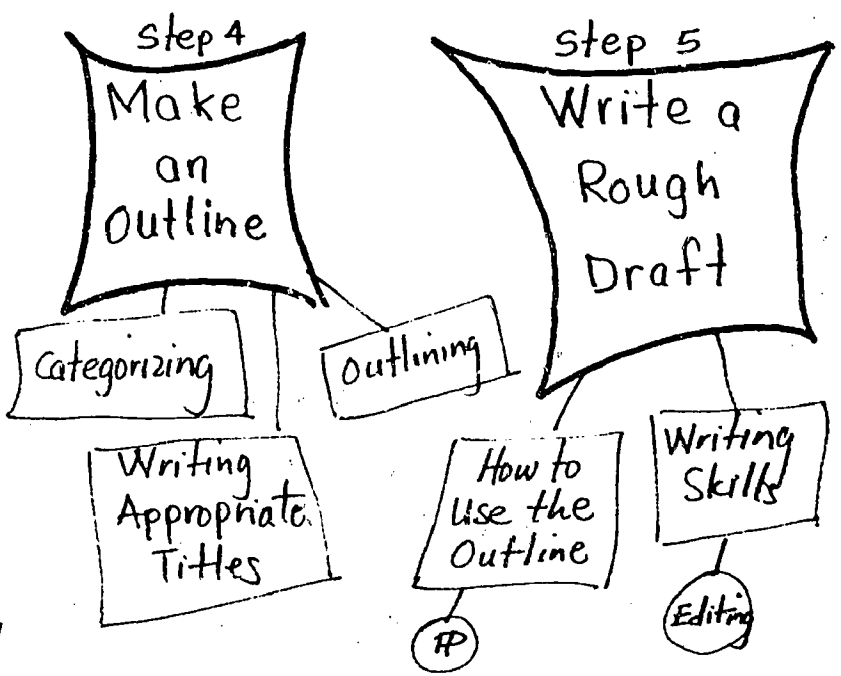 Step 4
Make
an
Outline
Categorizing
Outlining
Writing
Appropriate
Titles
Step 5
Write a
Rough
Draft
How to
Use the
Outline
Writing
Skills
Editing